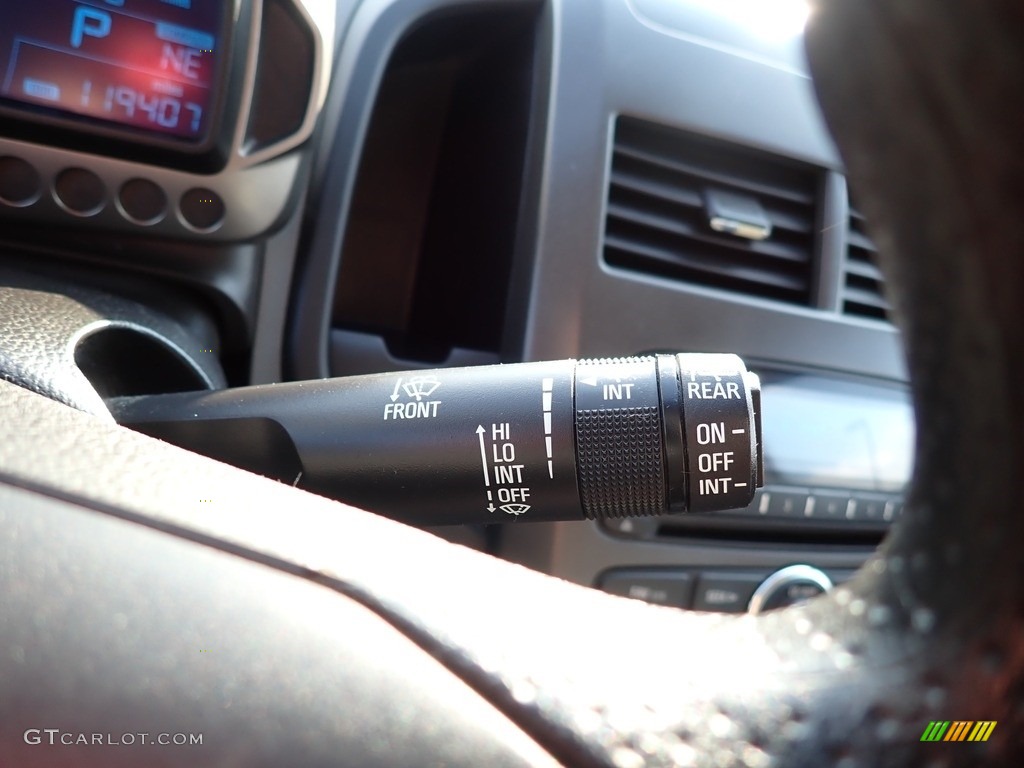 P
NE
119407
FRONT
HI
LO
INT
OFF
INT
REAR
ON
OFF
INT
GTCARLOT.COM